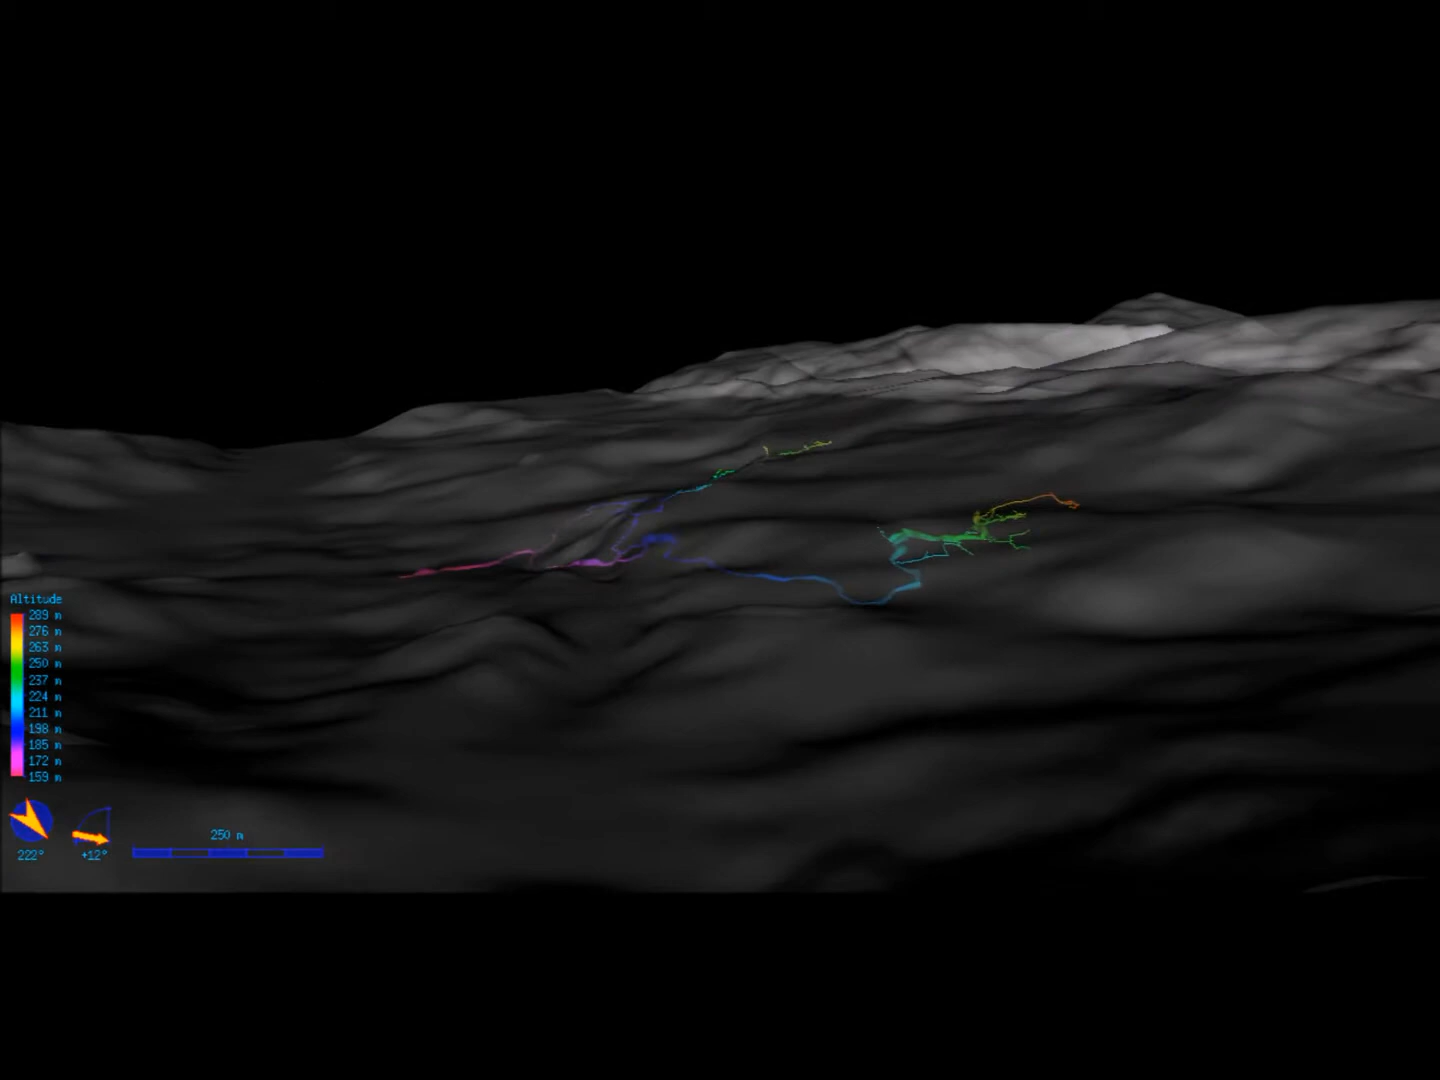 Altitude
289 m
276 m
263 m
250 m
237 m
224 m
211 m
198 m
185 m
172 m
159 m
250 m
222°
+12°